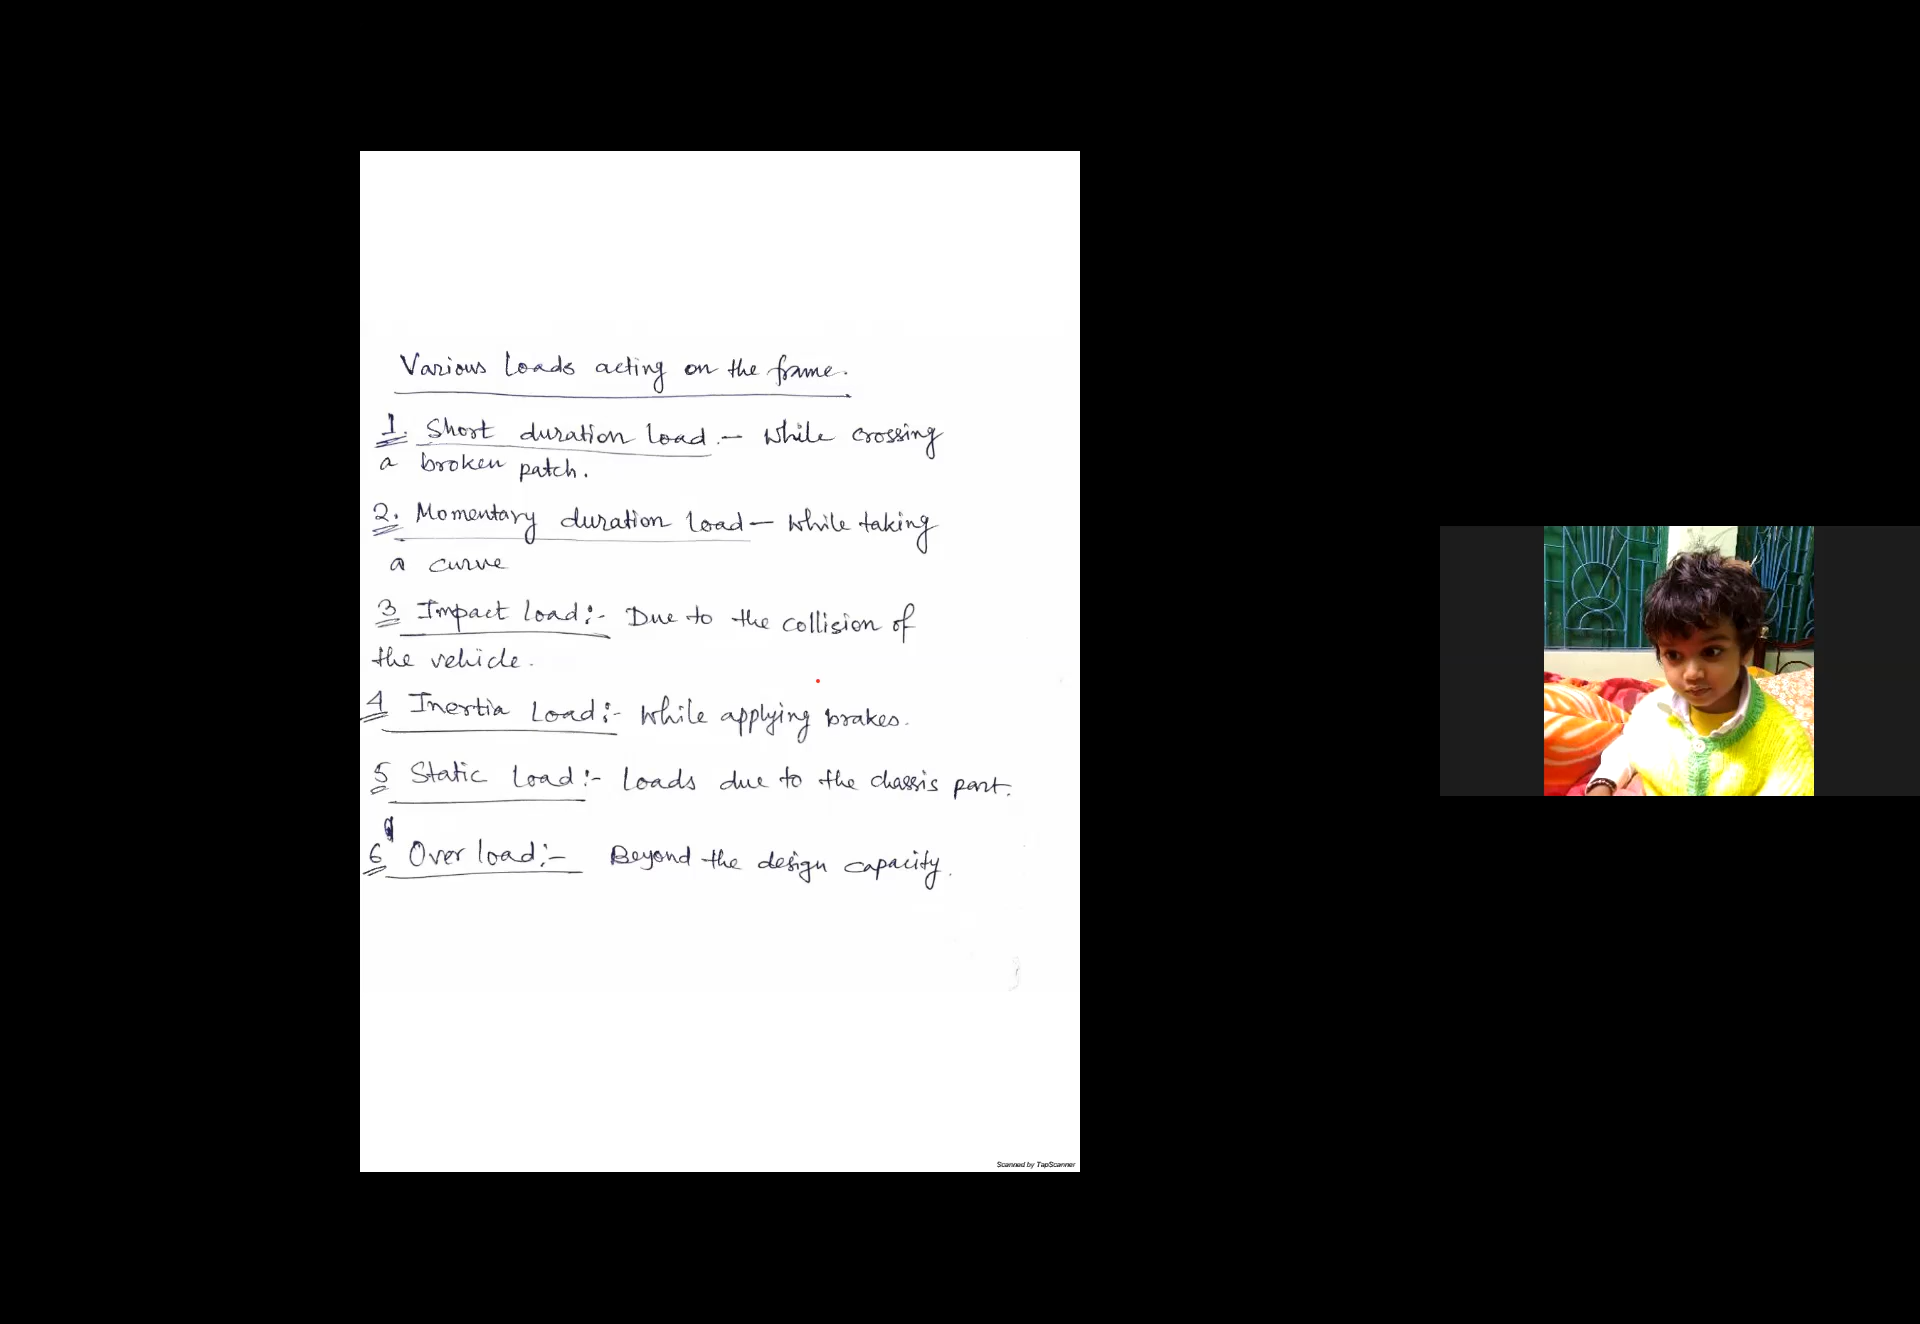 Various Loads acting on the frame.
1. Short duration load :- While crossing
a broken patch.
2. Momentary duration load – While taking
a curve
3 Impact load :- Due to the collision of
the vehicle.
4 Inertia Load :- While applying brakes.
5 Static load :- Loads due to the chassis part.
6 Over load :- Beyond the design capacity.
Scanned by TapScanner